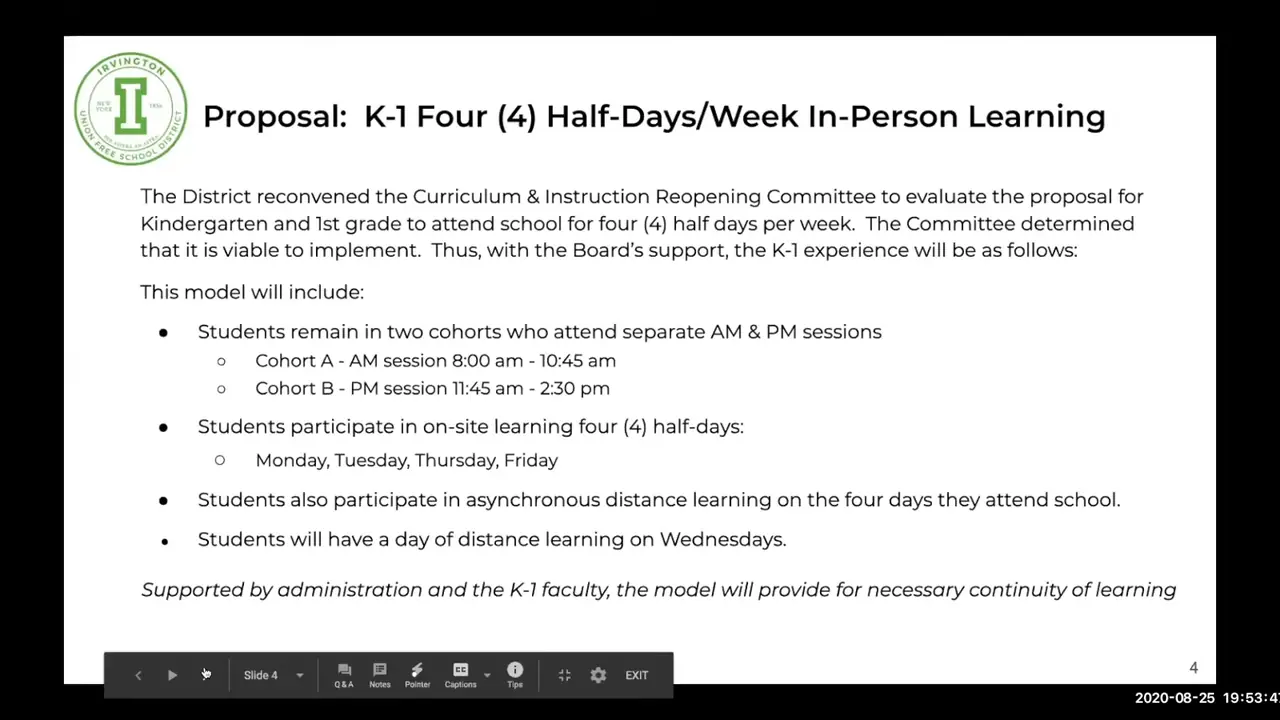 IRVINGTON
NEW YORK
I
UNION FREE SCHOOL DISTRICT
Proposal: K-1 Four (4) Half-Days/Week In-Person Learning
The District reconvened the Curriculum & Instruction Reopening Committee to evaluate the proposal for
Kindergarten and 1st grade to attend school for four (4) half days per week. The Committee determined
that it is viable to implement. Thus, with the Board's support, the K-1 experience will be as follows:
This model will include:
● Students remain in two cohorts who attend separate AM & PM sessions
○ Cohort A - AM session 8:00 am - 10:45 am
○ Cohort B - PM session 11:45 am - 2:30 pm
● Students participate in on-site learning four (4) half-days:
○ Monday, Tuesday, Thursday, Friday
● Students also participate in asynchronous distance learning on the four days they attend school.
● Students will have a day of distance learning on Wednesdays.
Supported by administration and the K-1 faculty, the model will provide for necessary continuity of learning
Slide 4
Q&A
Notes
Pointer
CC
Captions
Tips
EXIT
4
2020-08-25 19:53:4